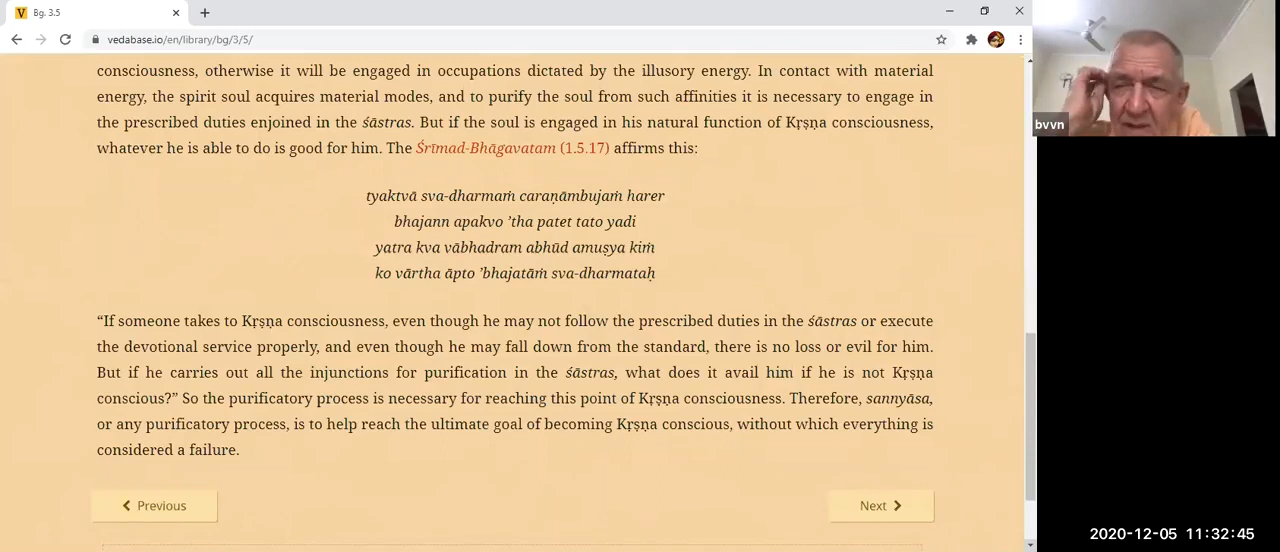 Bg. 3.5
vedabase.io/en/library/bg/3/5/
consciousness, otherwise it will be engaged in occupations dictated by the illusory energy. In contact with material
energy, the spirit soul acquires material modes, and to purify the soul from such affinities it is necessary to engage in
the prescribed duties enjoined in the śāstras. But if the soul is engaged in his natural function of Kṛṣṇa consciousness,
whatever he is able to do is good for him. The Śrīmad-Bhāgavatam (1.5.17) affirms this:
tyaktvā sva-dharmaṁ caraṇāmbujaṁ harer
bhajann apakvo ’tha patet tato yadi
yatra kva vābhadram abhūd amuṣya kiṁ
ko vārtha āpto ’bhajatāṁ sva-dharmataḥ
“If someone takes to Kṛṣṇa consciousness, even though he may not follow the prescribed duties in the śāstras or execute
the devotional service properly, and even though he may fall down from the standard, there is no loss or evil for him.
But if he carries out all the injunctions for purification in the śāstras, what does it avail him if he is not Kṛṣṇa
conscious?” So the purificatory process is necessary for reaching this point of Kṛṣṇa consciousness. Therefore, sannyāsa,
or any purificatory process, is to help reach the ultimate goal of becoming Kṛṣṇa conscious, without which everything is
considered a failure.
Previous
Next
bvvn
2020-12-05 11:32:45